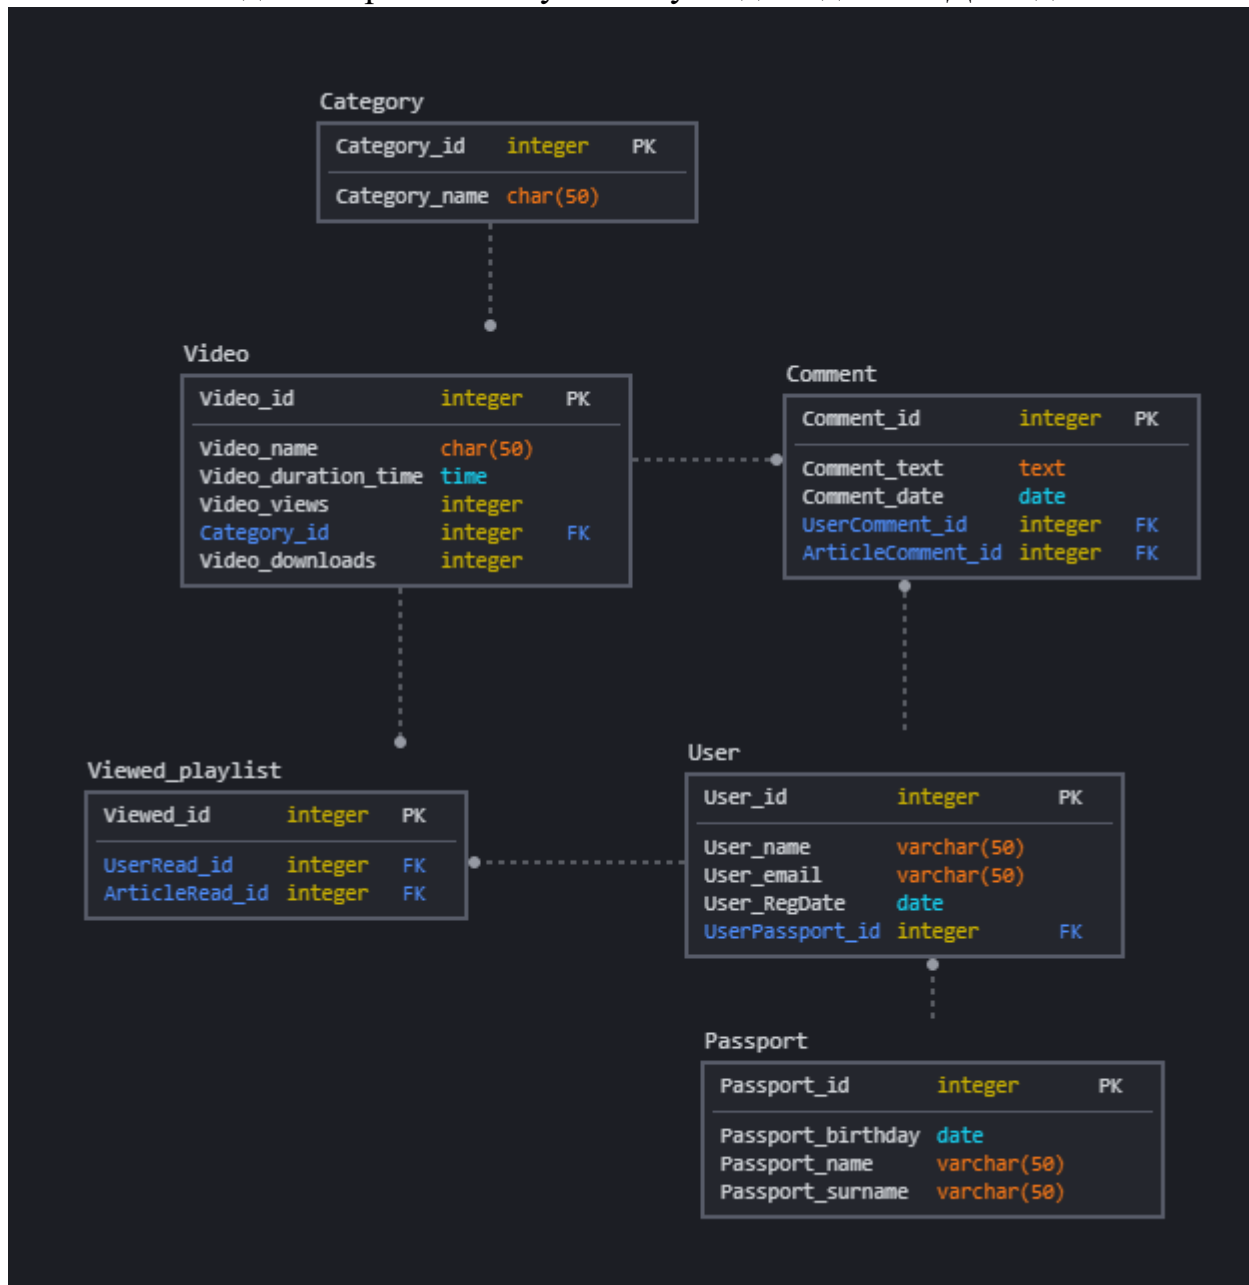 Category
Category_id integer PK
Category_name char(50)
Video
Video_id integer PK
Video_name char(50)
Video_duration_time time
Video_views integer
Category_id integer FK
Video_downloads integer
Comment
Comment_id integer PK
Comment_text text
Comment_date date
UserComment_id integer FK
ArticleComment_id integer FK
Viewed_playlist
Viewed_id integer PK
UserRead_id integer FK
ArticleRead_id integer FK
User
User_id integer PK
User_name varchar(50)
User_email varchar(50)
User_RegDate date
UserPassport_id integer FK
Passport
Passport_id integer PK
Passport_birthday date
Passport_name varchar(50)
Passport_surname varchar(50)